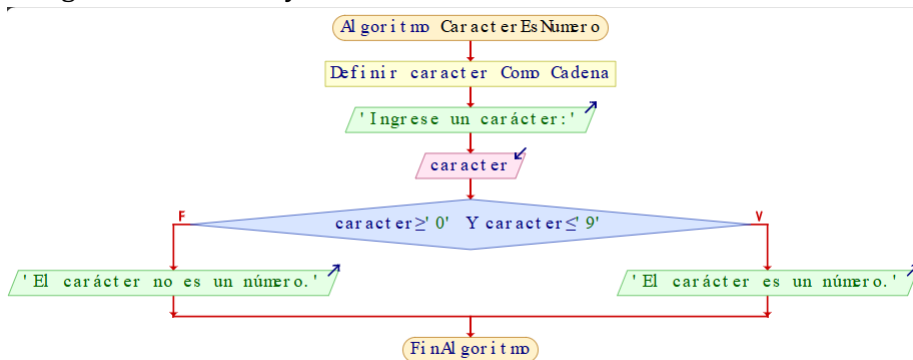 Algoritmo CaracterEsNumero
Definir caracter Como Cadena
'Ingrese un carácter:'
caracter
F
caracter≥'0' Y caracter≤'9'
V
'El carácter no es un número.'
'El carácter es un número.'
FinAlgoritmo